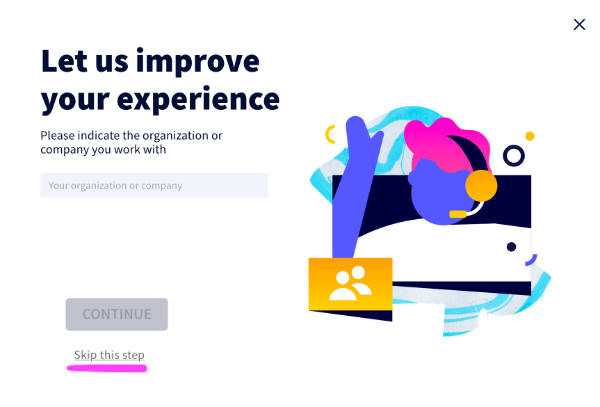 Let us improve
your experience
Please indicate the organization or
company you work with
Your organization or company
CONTINUE
Skip this step